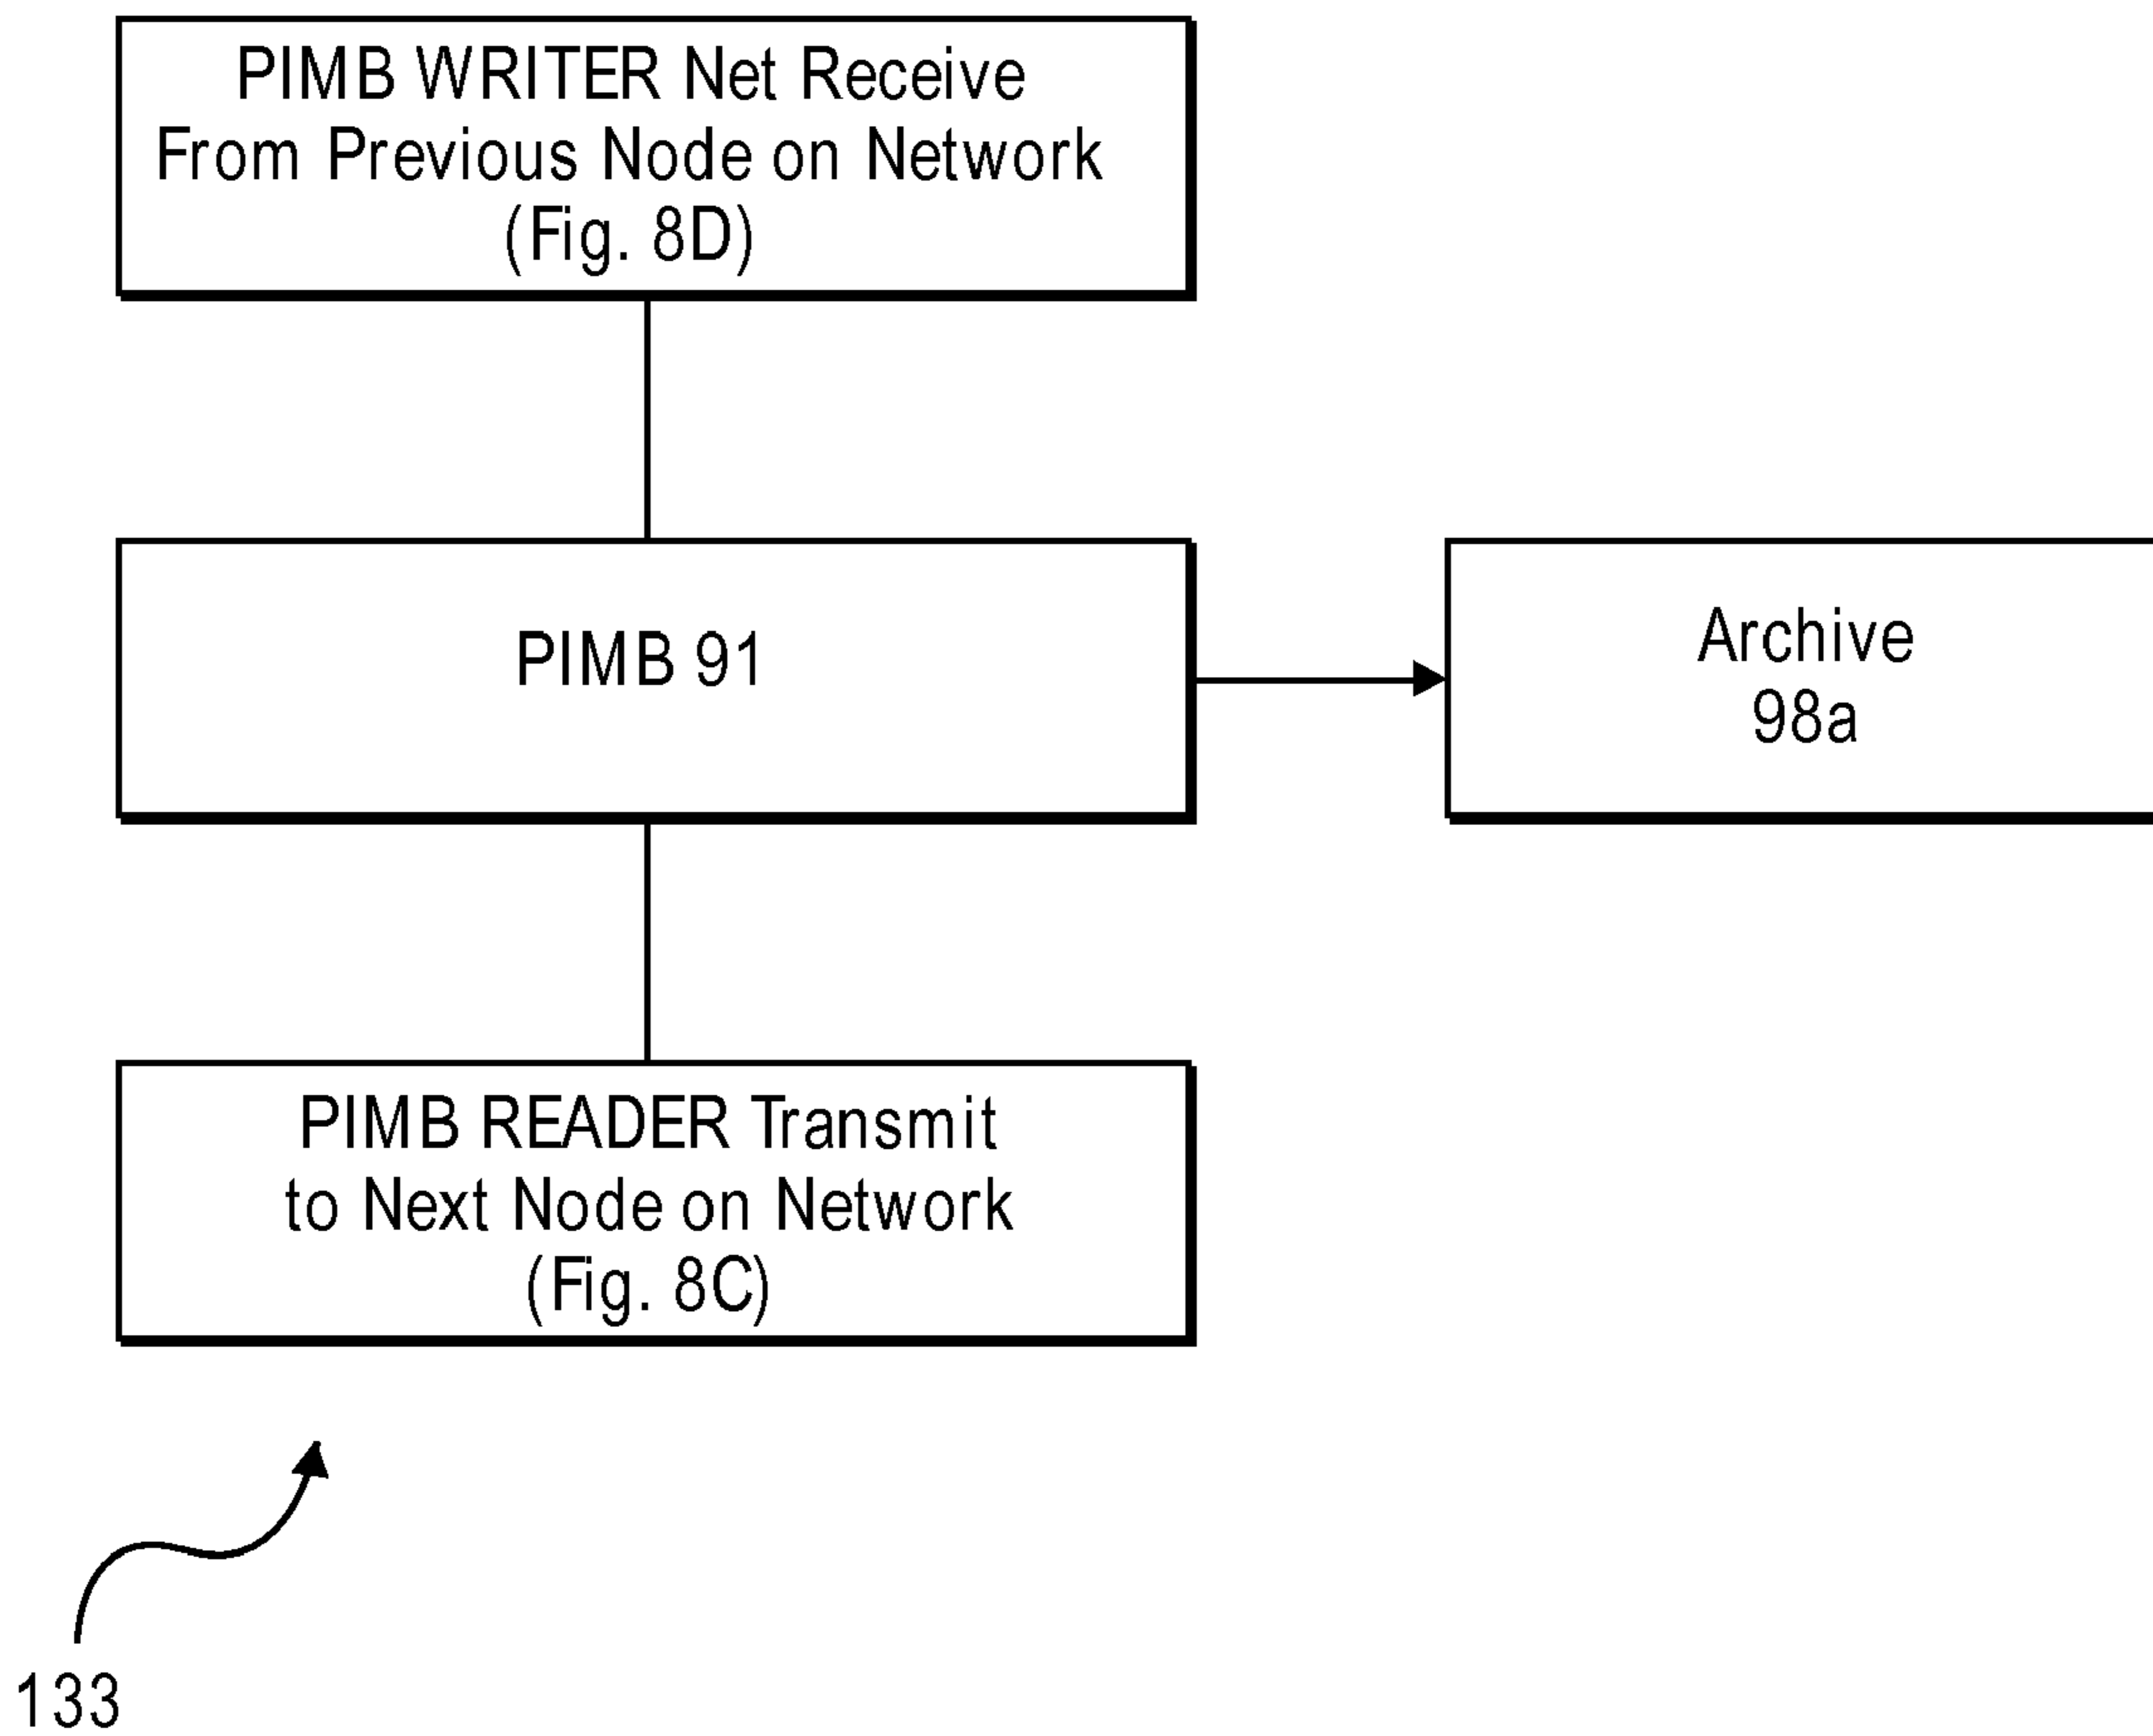 PIMB WRITER Net Receive
From Previous Node on Network
(Fig. 8D)
PIMB 91
Archive
98a
PIMB READER Transmit
to Next Node on Network
(Fig. 8C)
133